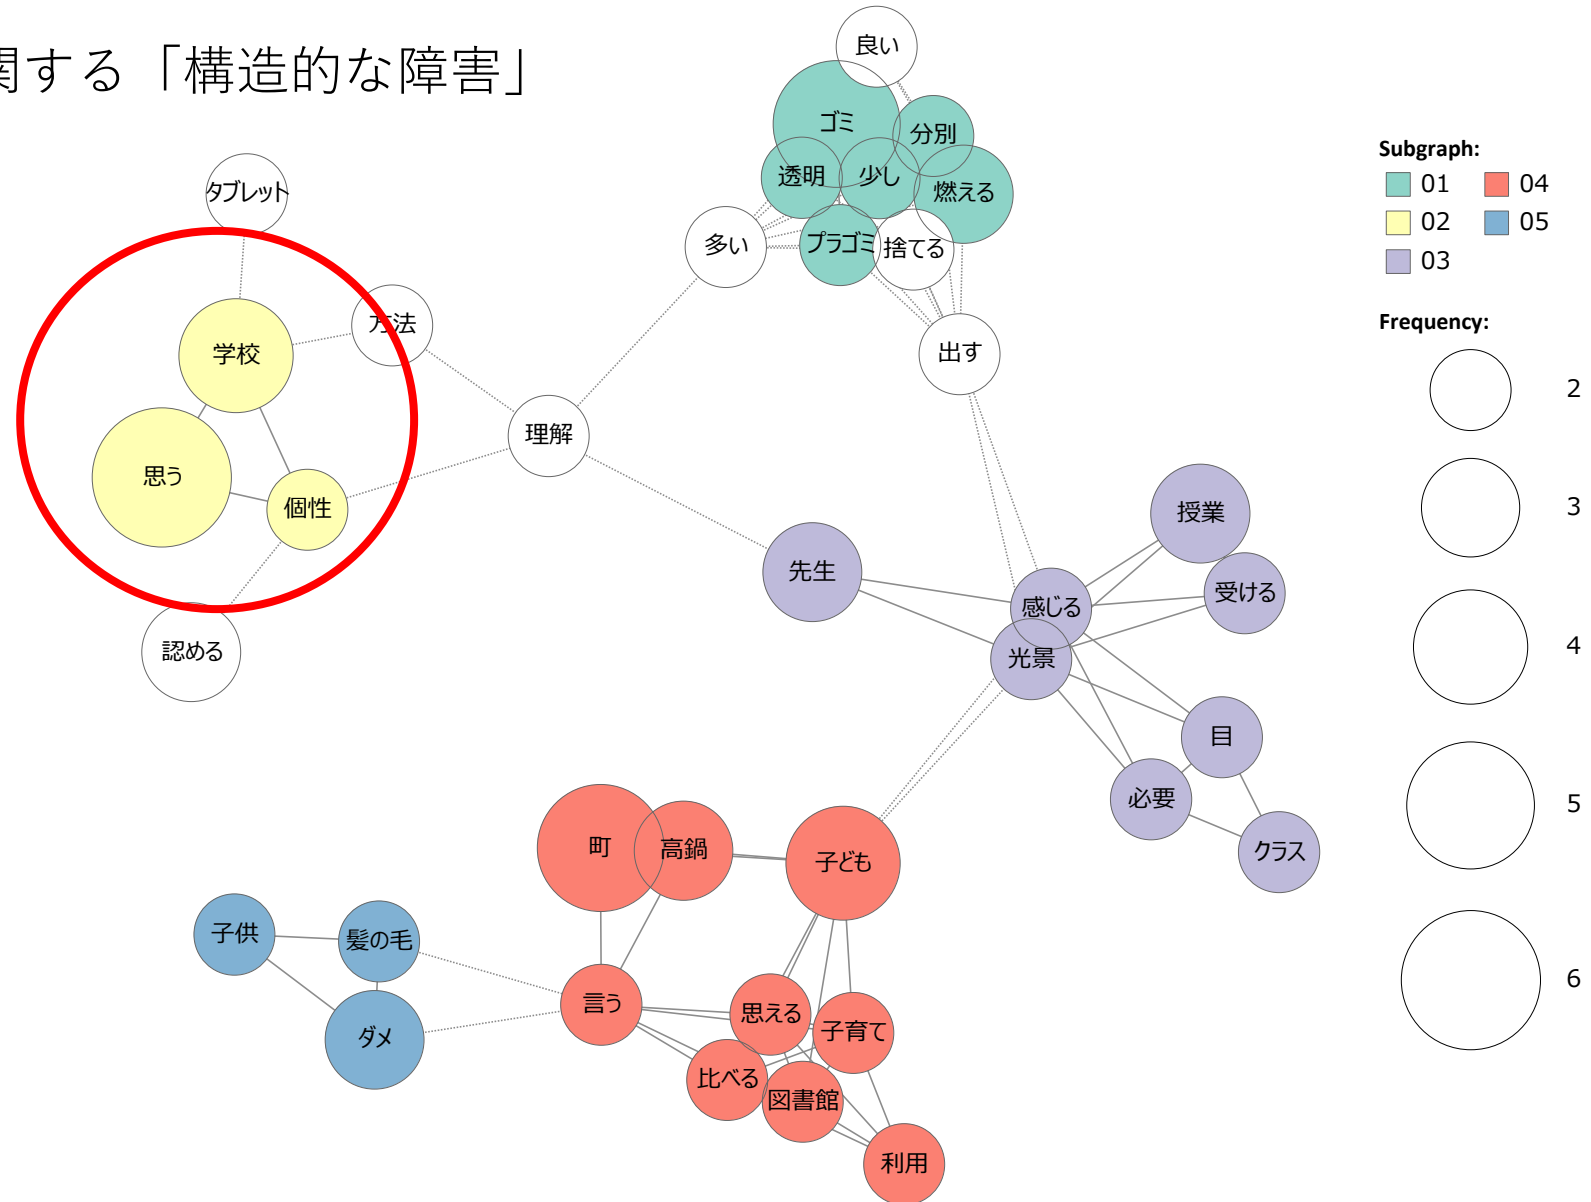 関する「構造的な障害」
良い
ゴミ
分別
透明
少し
燃える
多い
プラゴミ
捨てる
出す
タブレット
学校
方法
思う
個性
理解
認める
先生
授業
感じる
受ける
光景
目
必要
クラス
町
高鍋
子ども
子供
髪の毛
ダメ
言う
思える
子育て
比べる
図書館
利用
Subgraph:
01 04
02 05
03
Frequency:
2
3
4
5
6